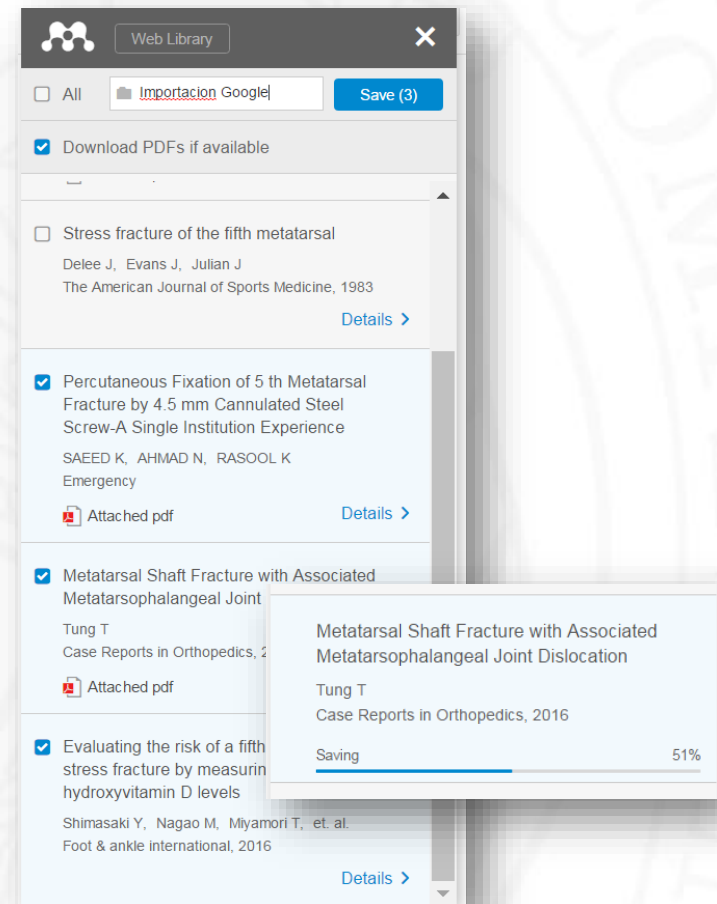 Web Library
All
Importacion Google
Save (3)
Download PDFs if available
Stress fracture of the fifth metatarsal
Delee J, Evans J, Julian J
The American Journal of Sports Medicine, 1983
Details
Percutaneous Fixation of 5 th Metatarsal
Fracture by 4.5 mm Cannulated Steel
Screw-A Single Institution Experience
SAEED K, AHMAD N, RASOOL K
Emergency
Attached pdf
Details
Metatarsal Shaft Fracture with Associated
Metatarsophalangeal Joint
Tung T
Case Reports in Orthopedics,
Attached pdf
Evaluating the risk of a fifth
stress fracture by measurin
hydroxyvitamin D levels
Shimasaki Y, Nagao M, Miyamori T, et. al.
Foot & ankle international, 2016
Details
Metatarsal Shaft Fracture with Associated
Metatarsophalangeal Joint Dislocation
Tung T
Case Reports in Orthopedics, 2016
Saving
51%